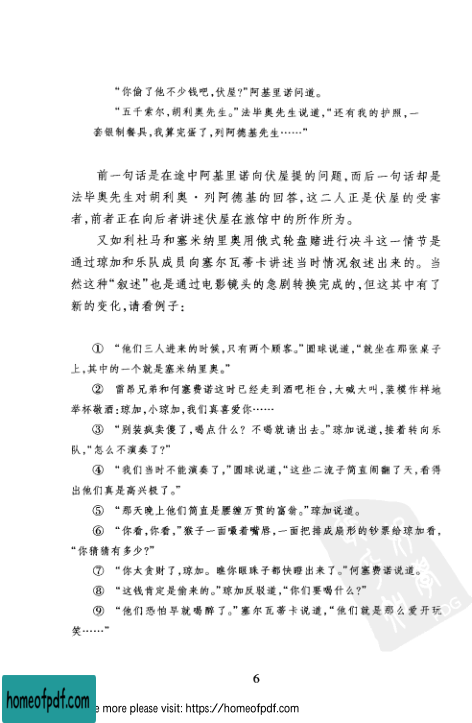 “你偷了他不少钱吧,伏屋?”阿基里诺问道。
“五千索尔,胡利奥先生。”法毕奥先生说道,“还有我的护照,一
套银制餐具,我算完蛋了,列阿德基先生……”
前一句话是在途中阿基里诺向伏屋提的问题,而后一句话却是
法毕奥先生对胡利奥·列阿德基的回答,这二人正是伏屋的受害
者,前者正在向后者讲述伏屋在旅馆中的所作所为。
又如利杜马和塞米纳里奥用俄式轮盘赌进行决斗这一情节是
通过琼加和乐队成员向塞尔瓦蒂卡讲述当时情况叙述出来的。当
然这种“叙述”也是通过电影镜头的急剧转换完成的,但这其中有了
新的变化,请看例子:
① “他们三人进来的时候,只有两个顾客。”圆球说道,“就坐在那张桌子
上,其中的一个就是塞米纳里奥。”
② 雷昂兄弟和何塞费诺这时已经走到酒吧柜台,大喊大叫,装模作样地
举杯敬酒:琼加,小琼加,我们真喜爱你……
③ “别装疯卖傻了,喝点什么?不喝就请出去。”琼加说道,接着转向乐
队,“怎么不演奏了?”
④ “我们当时不能演奏了,”圆球说道,“这些二流子简直闹翻了天,看得
出他们真是高兴极了。”
⑤ “那天晚上他们简直是腰缠万贯的富翁。”琼加说道。
⑥ “你看,你看,”猴子一面嘬着嘴唇,一面把排成扇形的钞票给琼加看,
“你猜猜有多少?”
⑦ “你太贪财了,琼加。瞧你眼珠子都快瞪出来了。”何塞费诺说道。
⑧ “这钱肯定是偷来的。”琼加反驳道,“你们要喝什么?”
⑨ “他们恐怕早就喝醉了。”塞尔瓦蒂卡说道,“他们就是那么爱开玩
笑……”
6
homeofpdf.com
e more please visit: https://homeofpdf.com